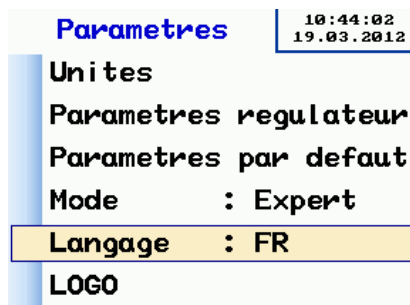 Parametres
10:44:02
19.03.2012
Unites
Parametres regulateur
Parametres par defaut
Mode : Expert
Langage : FR
LOGO